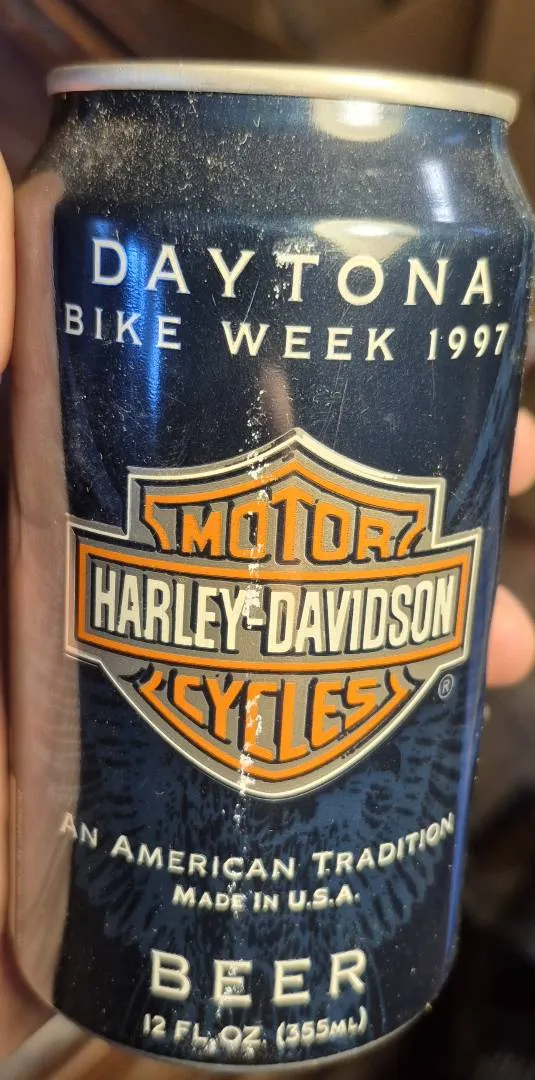 DAYTONA
BIKE WEEK 1997
MOTOR
HARLEY-DAVIDSON
CYCLES
®
AN AMERICAN TRADITION
MADE IN U.S.A.
BEER
12 FL. OZ. (355ML)